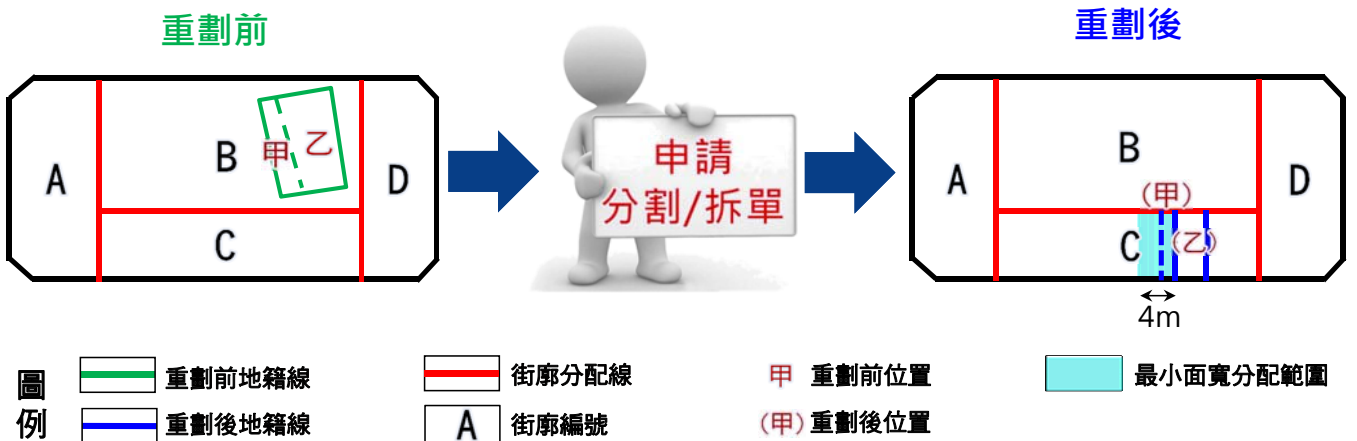 重劃前
重劃後
A
B
甲
乙
C
D
申請
分割/拆單
A
B
(甲)
C
(乙)
D
4m
圖例
重劃前地籍線
街廓分配線
甲 重劃前位置
最小面寬分配範圍
重劃後地籍線
A 街廓編號
(甲) 重劃後位置